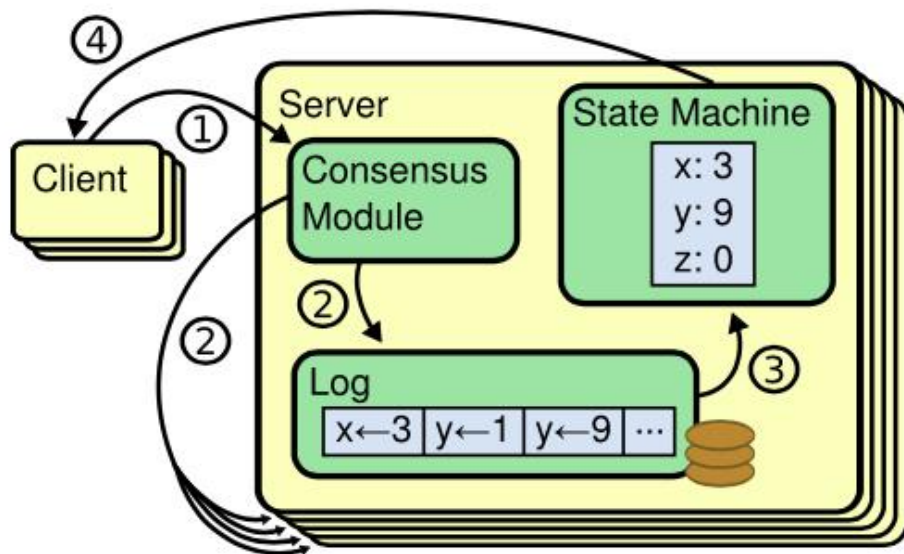 ④
①
Server
Client
Consensus
Module
State Machine
x: 3
y: 9
z: 0
②
②
③
Log
x←3 y←1 y←9 ...